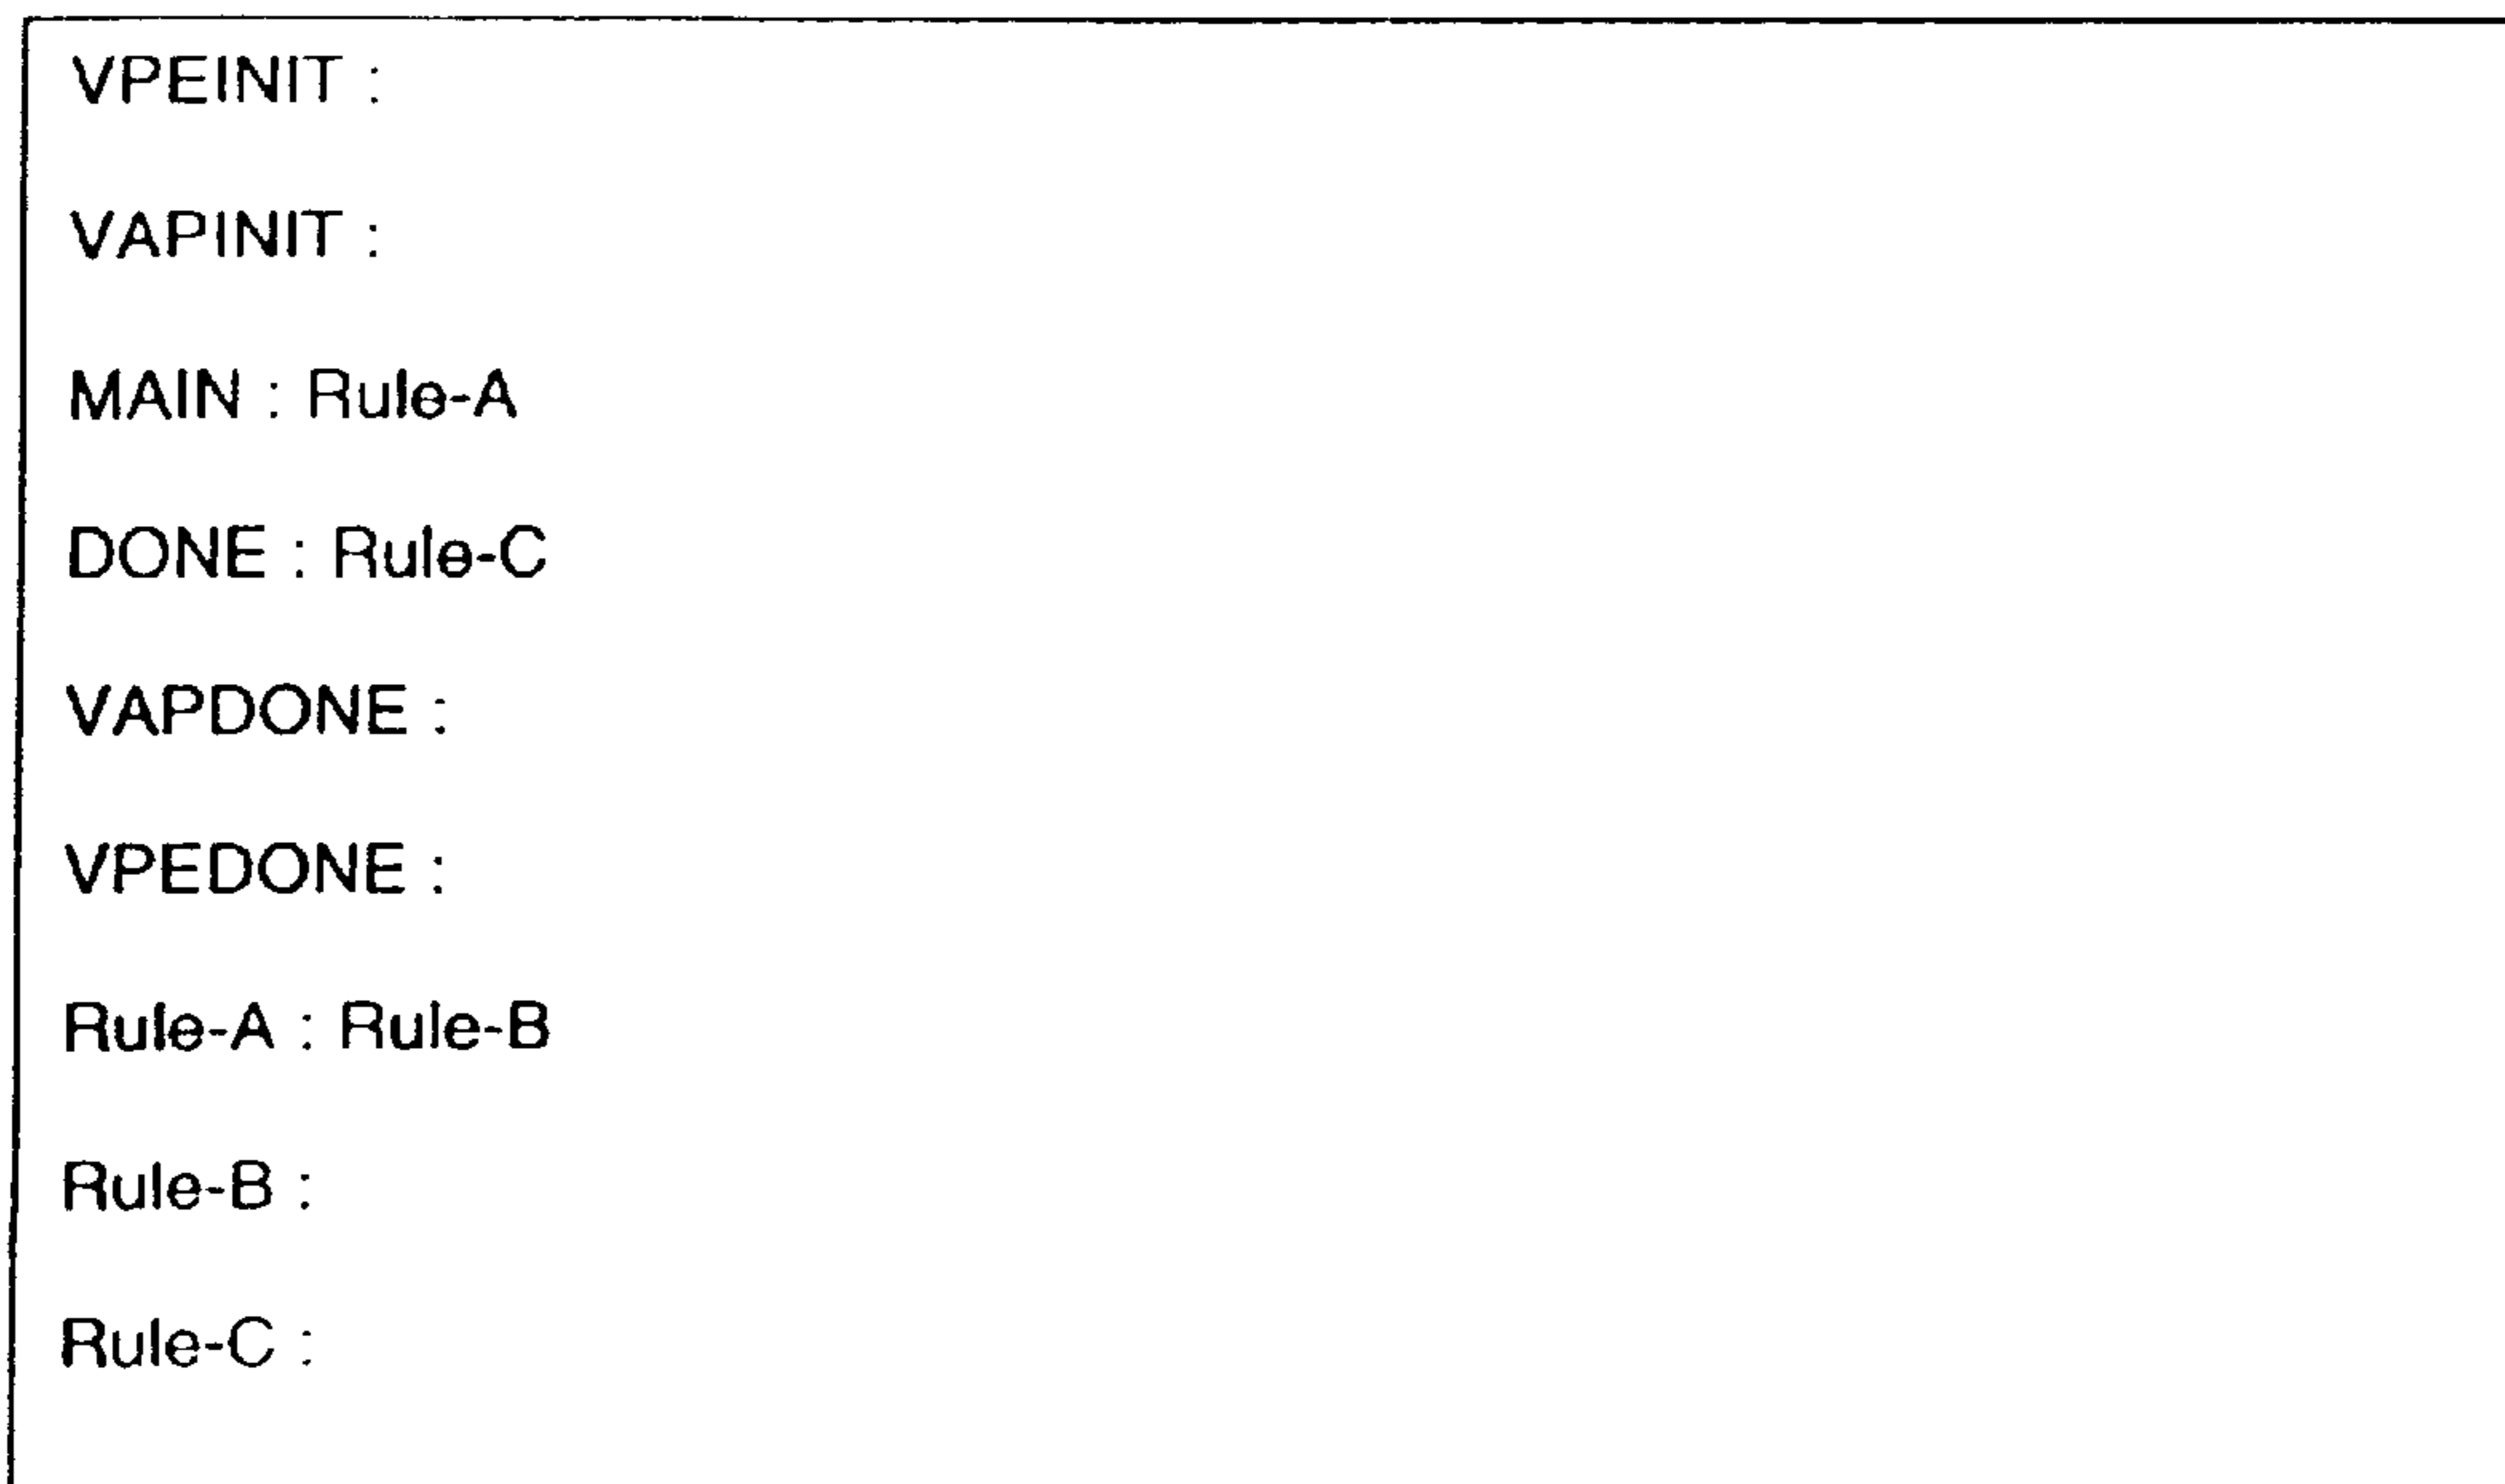 VPEINIT :
VAPINIT :
MAIN : Rule-A
DONE : Rule-C
VAPDONE :
VPEDONE :
Rule-A : Rule-B
Rule-B :
Rule-C :